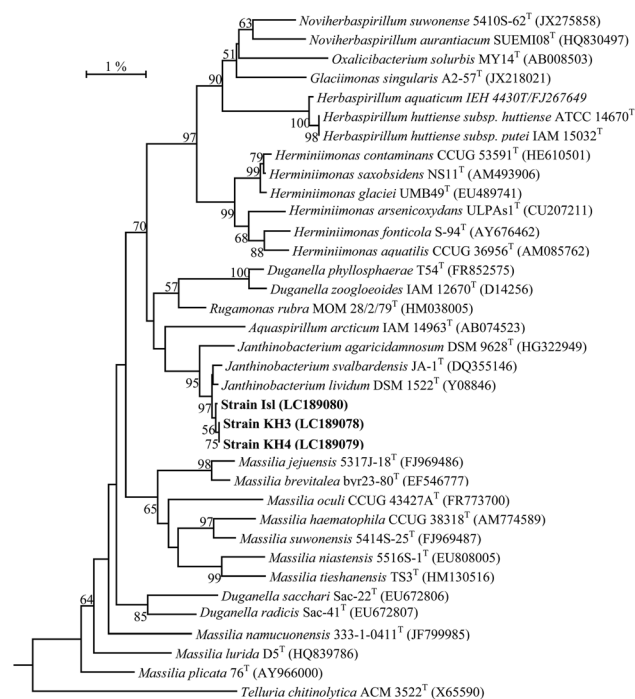 63
Noviherbaspirillum suwonense 5410S-62T (JX275858)
Noviherbaspirillum aurantiacum SUEMI08T (HQ830497)
51
Oxalicibacterium solurbis MY14T (AB008503)
1 %
90
Glaciimonas singularis A2-57T (JX218021)
Herbaspirillum aquaticum IEH 4430T/FJ267649
100
Herbaspirillum huttiense subsp. huttiense ATCC 14670T
97
98
Herbaspirillum huttiense subsp. putei IAM 15032T
79
Herminiimonas contaminans CCUG 53591T (HE610501)
99
Herminiimonas saxobsidens NS11T (AM493906)
Herminiimonas glaciei UMB49T (EU489741)
99
Herminiimonas arsenicoxydans ULPAs1T (CU207211)
70
Herminiimonas fonticola S-94T (AY676462)
68
88
Herminiimonas aquatilis CCUG 36956T (AM085762)
100
Duganella phyllosphaerae T54T (FR852575)
57
Duganella zoogloeoides IAM 12670T (D14256)
Rugamonas rubra MOM 28/2/79T (HM038005)
Aquaspirillum arcticum IAM 14963T (AB074523)
Janthinobacterium agaricidamnosum DSM 9628T (HG322949)
Janthinobacterium svalbardensis JA-1T (DQ355146)
95
Janthinobacterium lividum DSM 1522T (Y08846)
97
Strain Isl (LC189080)
56
Strain KH3 (LC189078)
75
Strain KH4 (LC189079)
98
Massilia jejuensis 5317J-18T (FJ969486)
Massilia brevitalea byr23-80T (EF546777)
65
Massilia oculi CCUG 43427AT (FR773700)
97
Massilia haematophila CCUG 38318T (AM774589)
Massilia suwonensis 5414S-25T (FJ969487)
Massilia niastensis 5516S-1T (EU808005)
99
Massilia tieshanensis TS3T (HM130516)
64
Duganella sacchari Sac-22T (EU672806)
85
Duganella radicis Sac-41T (EU672807)
Massilia namucuonensis 333-1-0411T (JF799985)
Massilia lurida D5T (HQ839786)
Massilia plicata 76T (AY966000)
Telluria chitinolytica ACM 3522T (X65590)